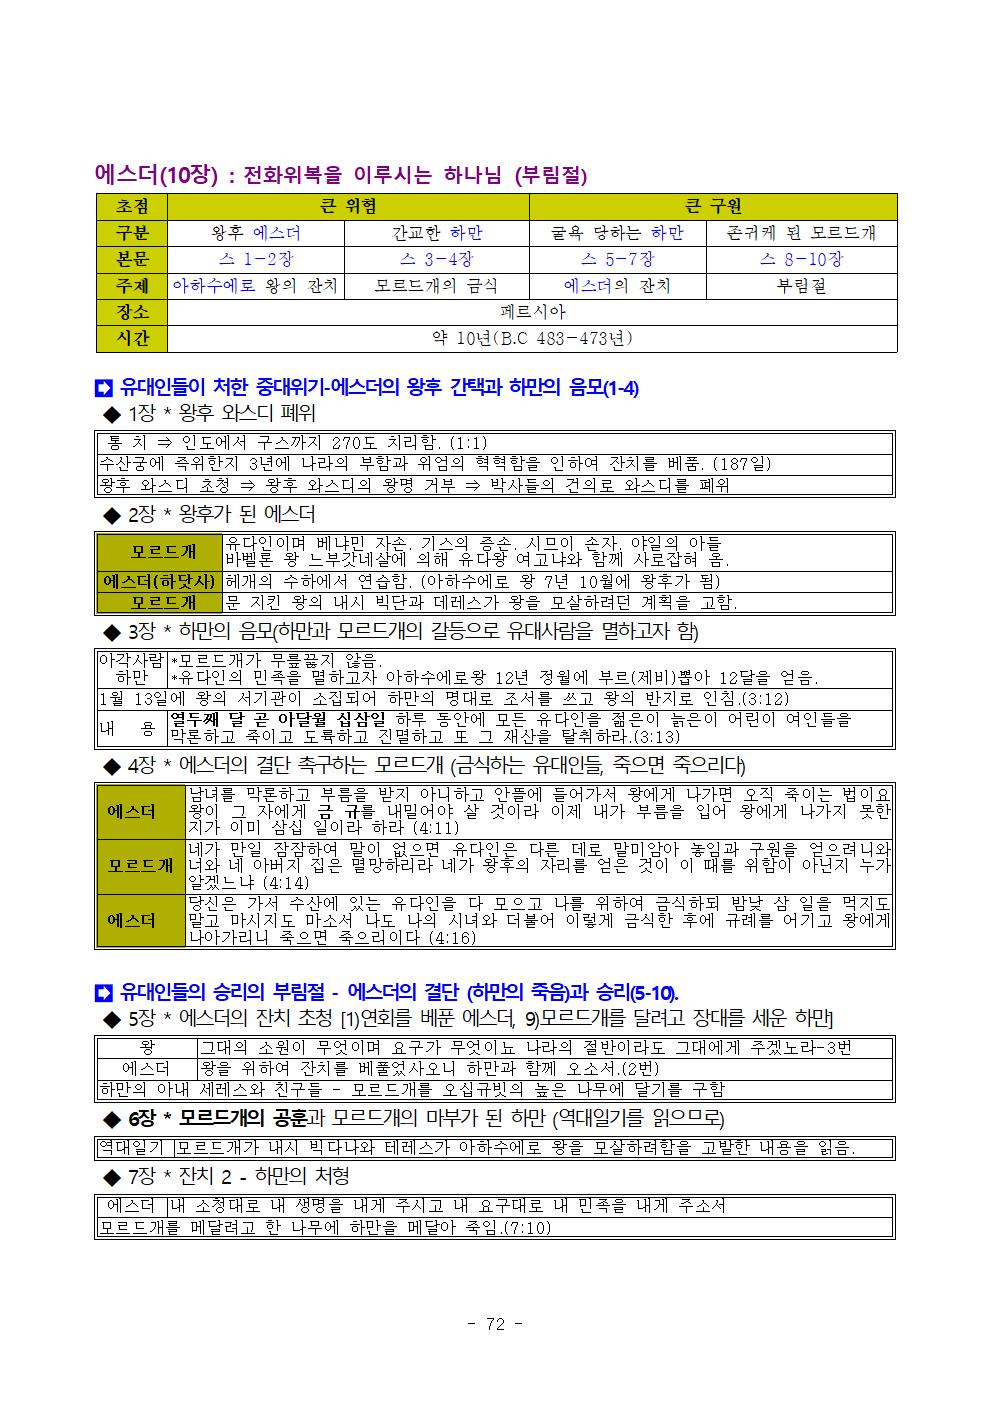 에스더(10장) : 전화위복을 이루시는 하나님 (부림절)
초점 큰 위험 큰 구원
구분 왕후 에스더 간교한 하만 굴욕 당하는 하만 존귀케 된 모르드개
본문 스 1-2장 스 3-4장 스 5-7장 스 8-10장
주제 아하수에로 왕의 잔치 모르드개의 금식 에스더의 잔치 부림절
장소 페르시아
시간 약 10년(B.C 483-473년)
➡ 유대인들이 처한 중대위기-에스더의 왕후 간택과 하만의 음모(1-4)
◆ 1장 * 왕후 와스디 폐위
통 치 ⇒ 인도에서 구스까지 270도 치리함. (1:1)
수산궁에 즉위한지 3년에 나라의 부함과 위엄의 혁혁함을 인하여 잔치를 베품. (187일)
왕후 와스디 초청 ⇒ 왕후 와스디의 왕명 거부 ⇒ 박사들의 건의로 와스디를 폐위
◆ 2장 * 왕후가 된 에스더
모르드개 유다인이며 베냐민 자손. 기스의 증손. 시므이 손자. 야일의 아들
바벨론 왕 느부갓네살에 의해 유다왕 여고냐와 함께 사로잡혀 옴.
에스더(하닷사) 헤개의 수하에서 연습함. (아하수에로 왕 7년 10월에 왕후가 됨)
모르드개 문 지킨 왕의 내시 빅단과 데레스가 왕을 모살하려던 계획을 고함.
◆ 3장 * 하만의 음모(하만과 모르드개의 갈등으로 유대사람을 멸하고자 함)
아각사람 *모르드개가 무릎꿇지 않음.
하만 *유다인의 민족을 멸하고자 아하수에로왕 12년 정월에 부르(제비)뽑아 12달을 얻음.
1월 13일에 왕의 서기관이 소집되어 하만의 명대로 조서를 쓰고 왕의 반지로 인침.(3:12)
내 용 열두째 달 곧 아달월 십삼일 하루 동안에 모든 유다인을 젊은이 늙은이 어린이 여인들을
막론하고 죽이고 도륙하고 진멸하고 또 그 재산을 탈취하라.(3:13)
◆ 4장 * 에스더의 결단 촉구하는 모르드개 (금식하는 유대인들, 죽으면 죽으리다)
에스더 남녀를 막론하고 부름을 받지 아니하고 안뜰에 들어가서 왕에게 나가면 오직 죽이는 법이요
왕이 그 자에게 금 규를 내밀어야 살 것이라 이제 내가 부름을 입어 왕에게 나가지 못한
지가 이미 삼십 일이라 하라 (4:11)
모르드개 네가 만일 잠잠하여 말이 없으면 유다인은 다른 데로 말미암아 놓임과 구원을 얻으려니와
너와 네 아버지 집은 멸망하리라 네가 왕후의 자리를 얻은 것이 이 때를 위함이 아닌지 누가
알겠느냐 (4:14)
에스더 당신은 가서 수산에 있는 유다인을 다 모으고 나를 위하여 금식하되 밤낮 삼 일을 먹지도
말고 마시지도 마소서 나도 나의 시녀와 더불어 이렇게 금식한 후에 규례를 어기고 왕에게
나아가리니 죽으면 죽으리이다 (4:16)
➡ 유대인들의 승리의 부림절 - 에스더의 결단 (하만의 죽음)과 승리(5-10).
◆ 5장 * 에스더의 잔치 초청 [1)연회를 베푼 에스더, 9)모르드개를 달려고 장대를 세운 하만]
왕 그대의 소원이 무엇이며 요구가 무엇이뇨 나라의 절반이라도 그대에게 주겠노라-3번
에스더 왕을 위하여 잔치를 베풀었사오니 하만과 함께 오소서.(2번)
하만의 아내 세레스와 친구들 - 모르드개를 오십규빗의 높은 나무에 달기를 구함
◆ 6장 * 모르드개의 공훈과 모르드개의 마부가 된 하만 (역대일기를 읽으므로)
역대일기 모르드개가 내시 빅다나와 테레스가 아하수에로 왕을 모살하려함을 고발한 내용을 읽음.
◆ 7장 * 잔치 2 - 하만의 처형
에스더 내 소청대로 내 생명을 내게 주시고 내 요구대로 내 민족을 내게 주소서
모르드개를 메달려고 한 나무에 하만을 메달아 죽임.(7:10)
- 72 -